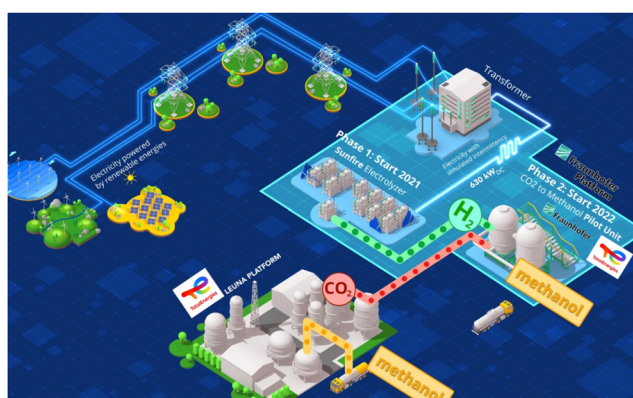 Transformer
Electricity powered
by renewable energies
Phase 1: Start 2021
Sunfire Electrolyzer
Electricity with
simulated intermittency
630 kW DC
Fraunhofer
Platform
Phase 2: Start 2022
CO2 to Methanol Pilot Unit
Fraunhofer
H2
TotalEnergies
methanol
TotalEnergies
LEUNA PLATFORM
CO2
methanol